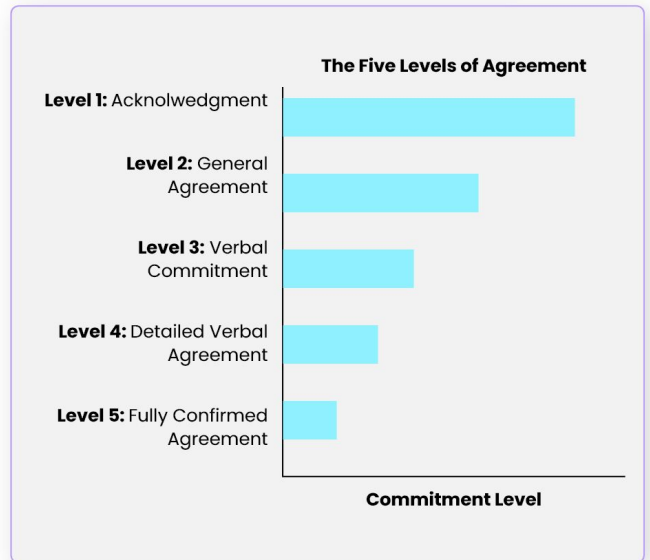 The Five Levels of Agreement
Level 1: Acknolwedgment
Level 2: General
Agreement
Level 3: Verbal
Commitment
Level 4: Detailed Verbal
Agreement
Level 5: Fully Confirmed
Agreement
Commitment Level